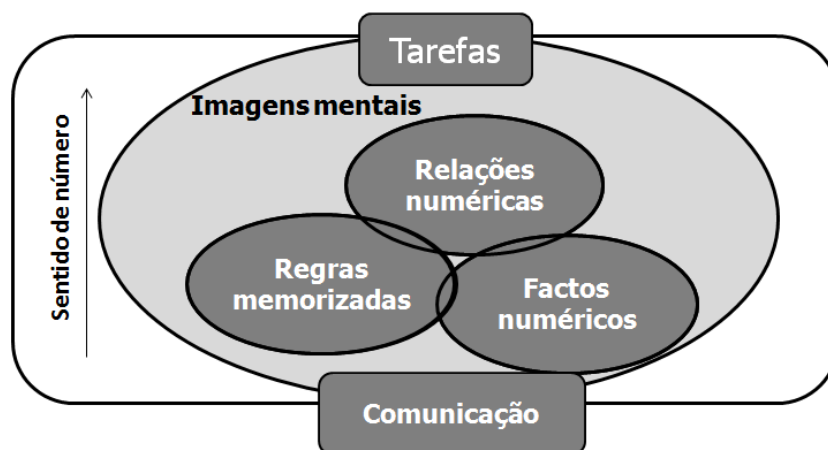 Tarefas
Imagens mentais
Sentido de número
Relações
numéricas
Regras
memorizadas
Factos
numéricos
Comunicação